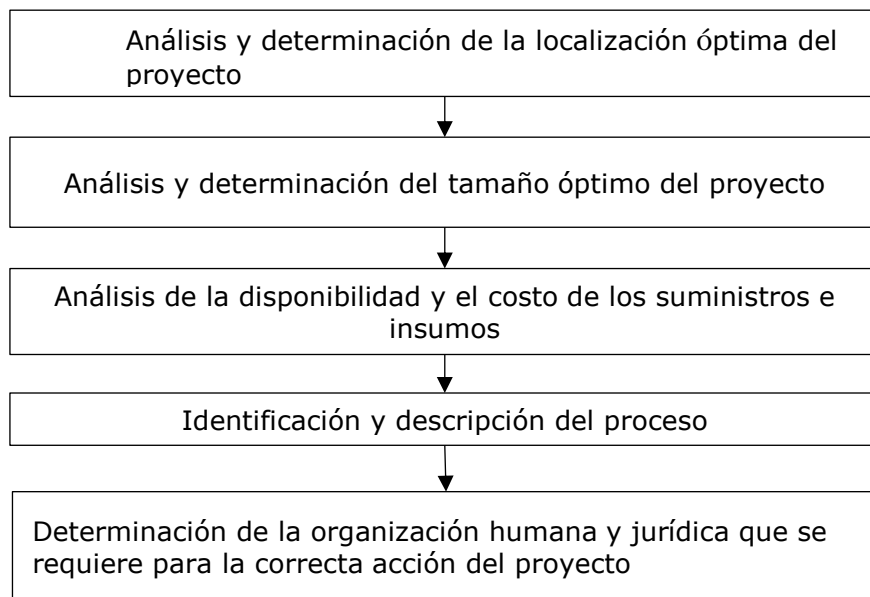 Análisis y determinación de la localización óptima del
proyecto
Análisis y determinación del tamaño óptimo del proyecto
Análisis de la disponibilidad y el costo de los suministros e
insumos
Identificación y descripción del proceso
Determinación de la organización humana y jurídica que se
requiere para la correcta acción del proyecto